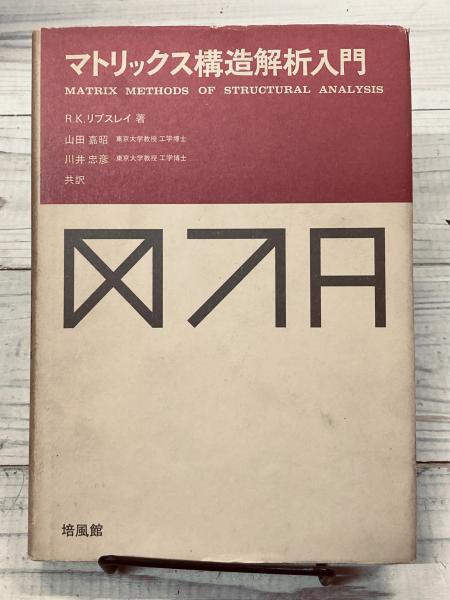 マトリックス構造解析入門
MATRIX METHODS OF STRUCTURAL ANALYSIS
R.K.リブスレイ 著
山田 嘉昭 東京大学教授 工学博士
川井 忠彦 東京大学教授 工学博士
共訳
培風館